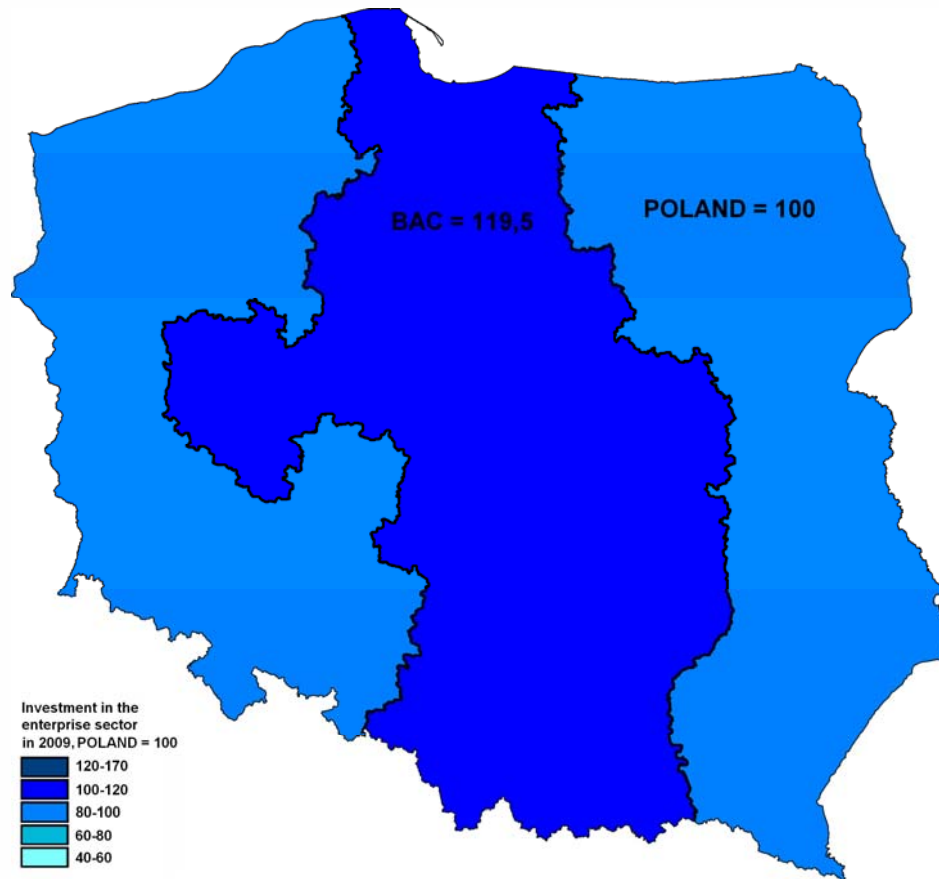 BAC = 119,5
POLAND = 100
Investment in the
enterprise sector
in 2009, POLAND = 100
120-170
100-120
80-100
60-80
40-60